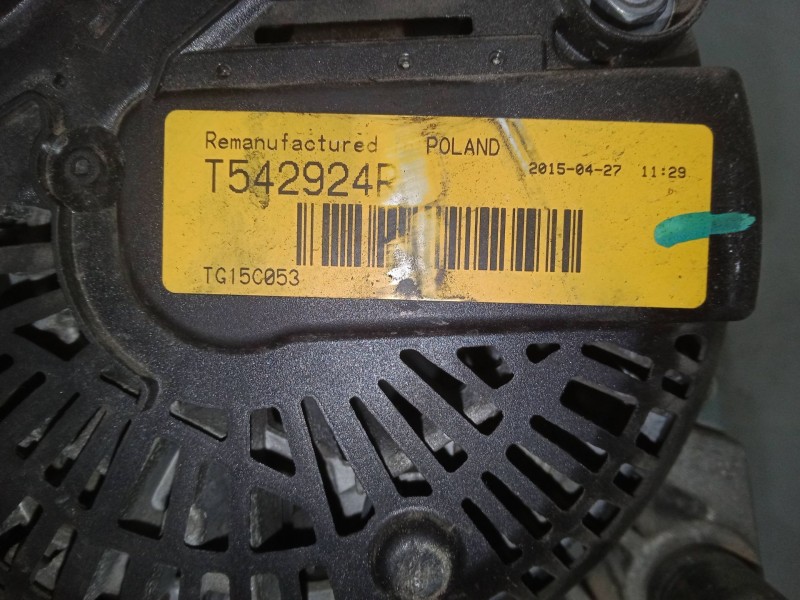 Remanufactured POLAND
T542924R 2015-04-27 11:29
TG15C053